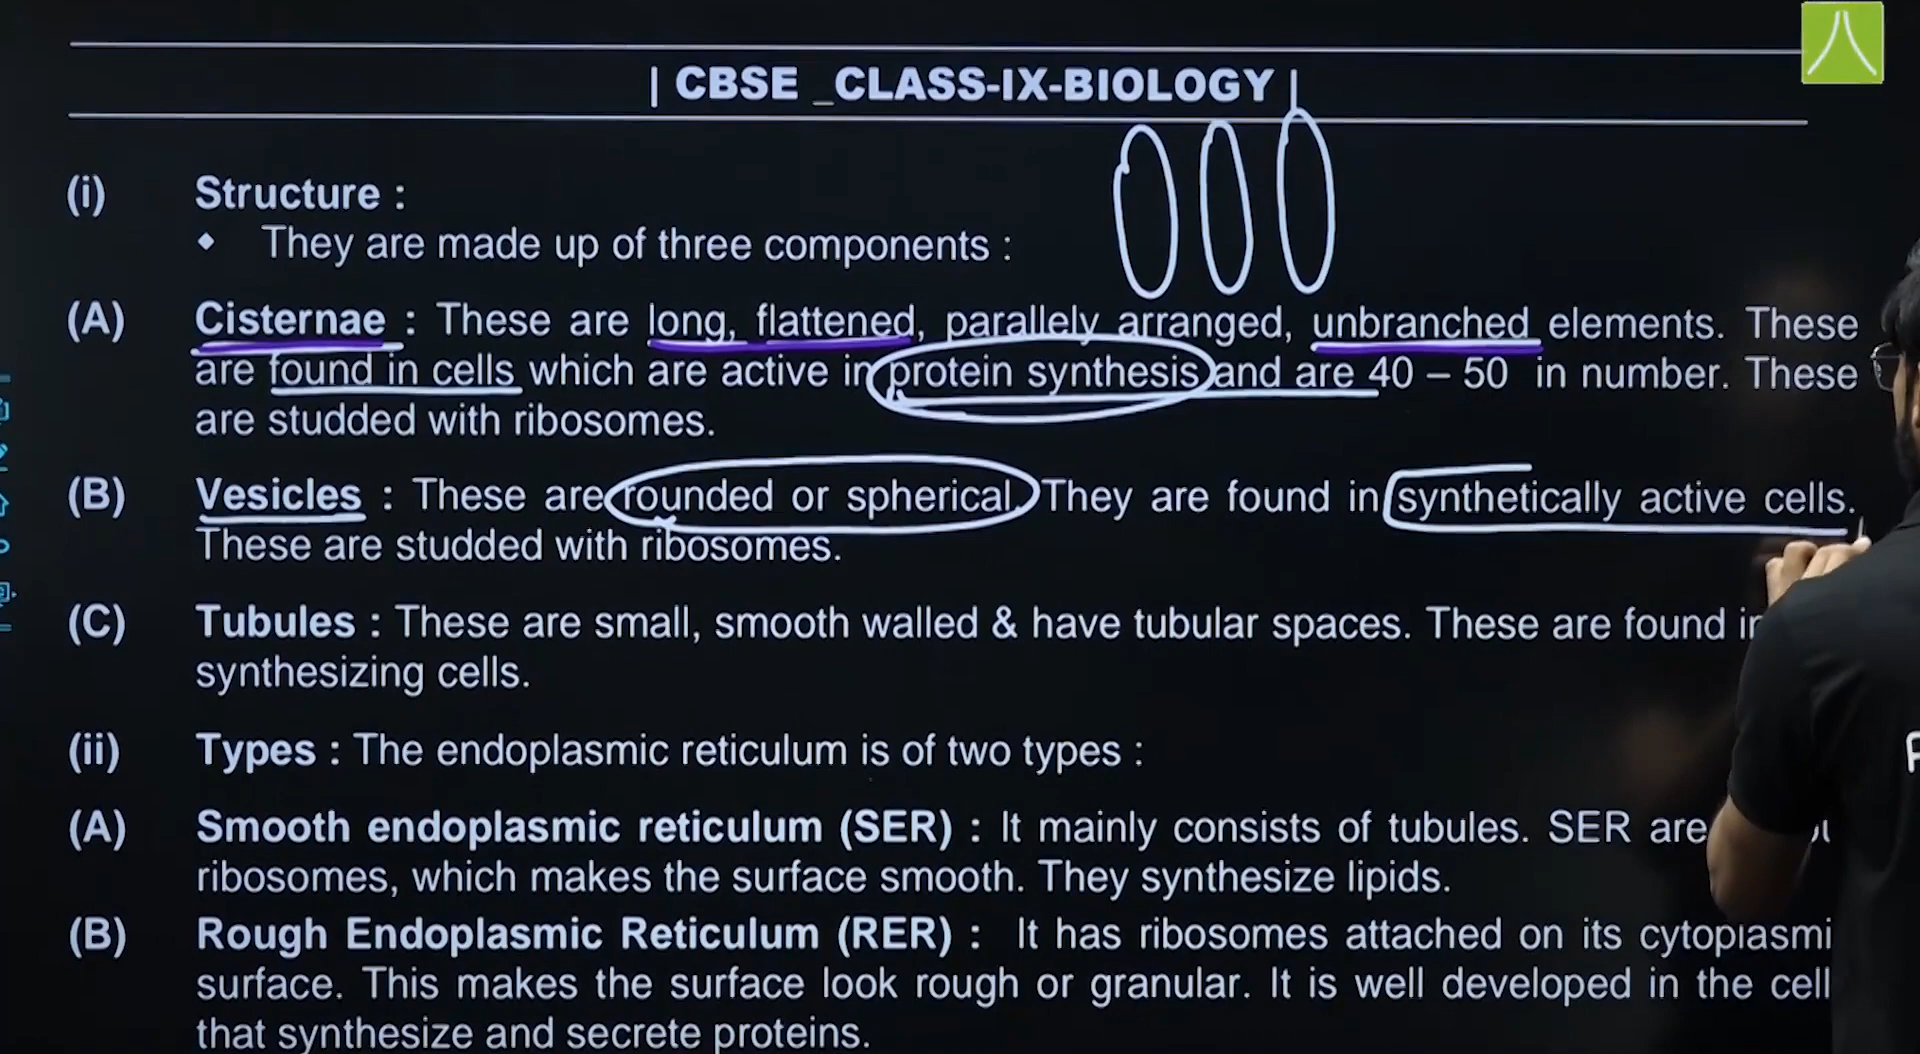 | CBSE _CLASS-IX-BIOLOGY |
(i) Structure :
◆ They are made up of three components :
(A) Cisternae : These are long, flattened, parallely arranged, unbranched elements. These
are found in cells which are active in protein synthesis and are 40 – 50 in number. These
are studded with ribosomes.
(B) Vesicles : These are rounded or spherical. They are found in synthetically active cells.
These are studded with ribosomes.
(C) Tubules : These are small, smooth walled & have tubular spaces. These are found in
synthesizing cells.
(ii) Types : The endoplasmic reticulum is of two types :
(A) Smooth endoplasmic reticulum (SER) : It mainly consists of tubules. SER are
ribosomes, which makes the surface smooth. They synthesize lipids.
(B) Rough Endoplasmic Reticulum (RER) : It has ribosomes attached on its cytoplasmi
surface. This makes the surface look rough or granular. It is well developed in the cell
that synthesize and secrete proteins.